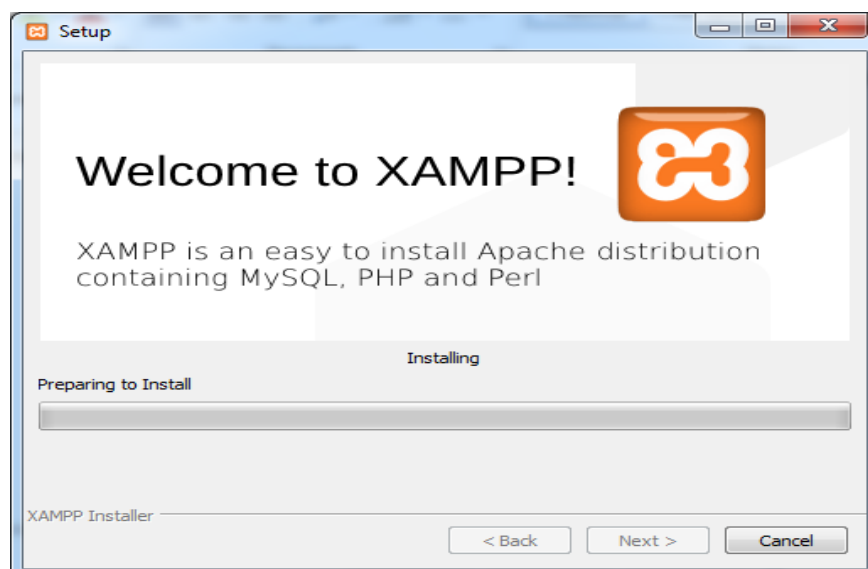 Setup
Welcome to XAMPP!
XAMPP is an easy to install Apache distribution
containing MySQL, PHP and Perl
Installing
Preparing to Install
XAMPP Installer
< Back
Next >
Cancel